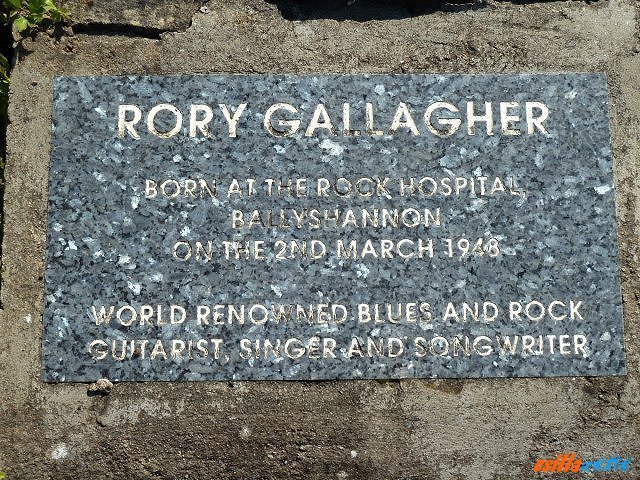 RORY GALLAGHER
BORN AT THE ROCK HOSPITAL,
BALLYSHANNON
ON THE 2ND MARCH 1948
WORLD RENOWNED BLUES AND ROCK
GUITARIST, SINGER AND SONGWRITER